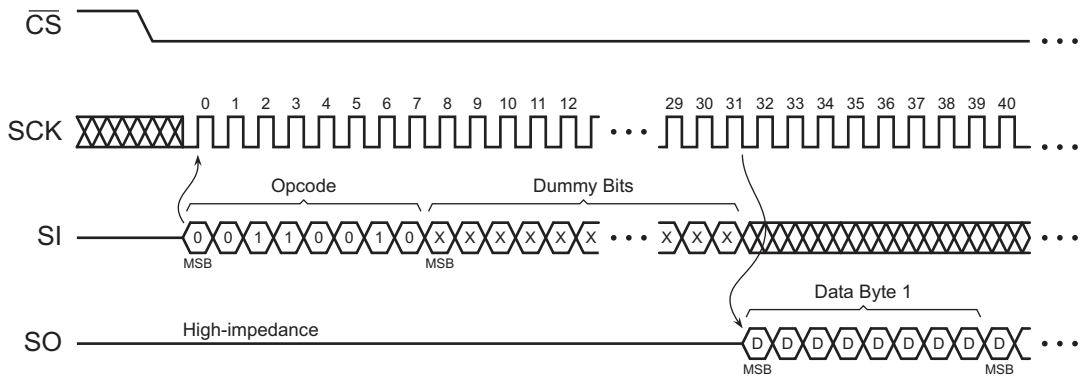 CS
• • •
0 1 2 3 4 5 6 7 8 9 10 11 12 29 30 31 32 33 34 35 36 37 38 39 40
SCK • • • • • •
Opcode Dummy Bits
SI 0 0 1 1 0 0 1 0 X X X X X X • • • X X X • • •
MSB MSB
Data Byte 1
High-impedance
SO D D D D D D D D D • • •
MSB MSB